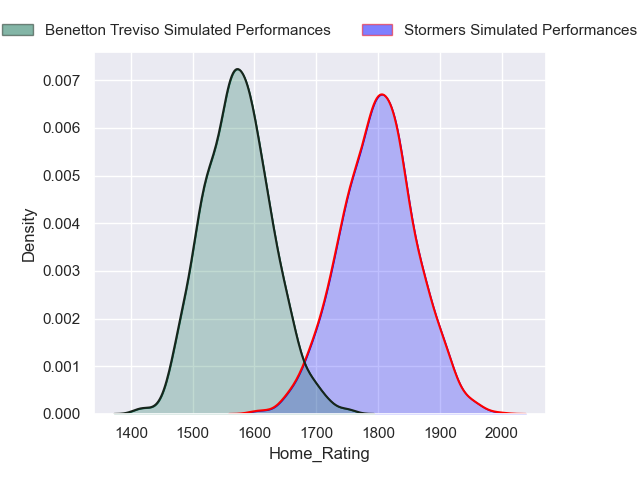 Benetton Treviso Simulated Performances Stormers Simulated Performances
0.007
0.006
0.005
0.004
0.003
0.002
0.001
0.000
Density
1400 1500 1600 1700 1800 1900 2000
Home_Rating